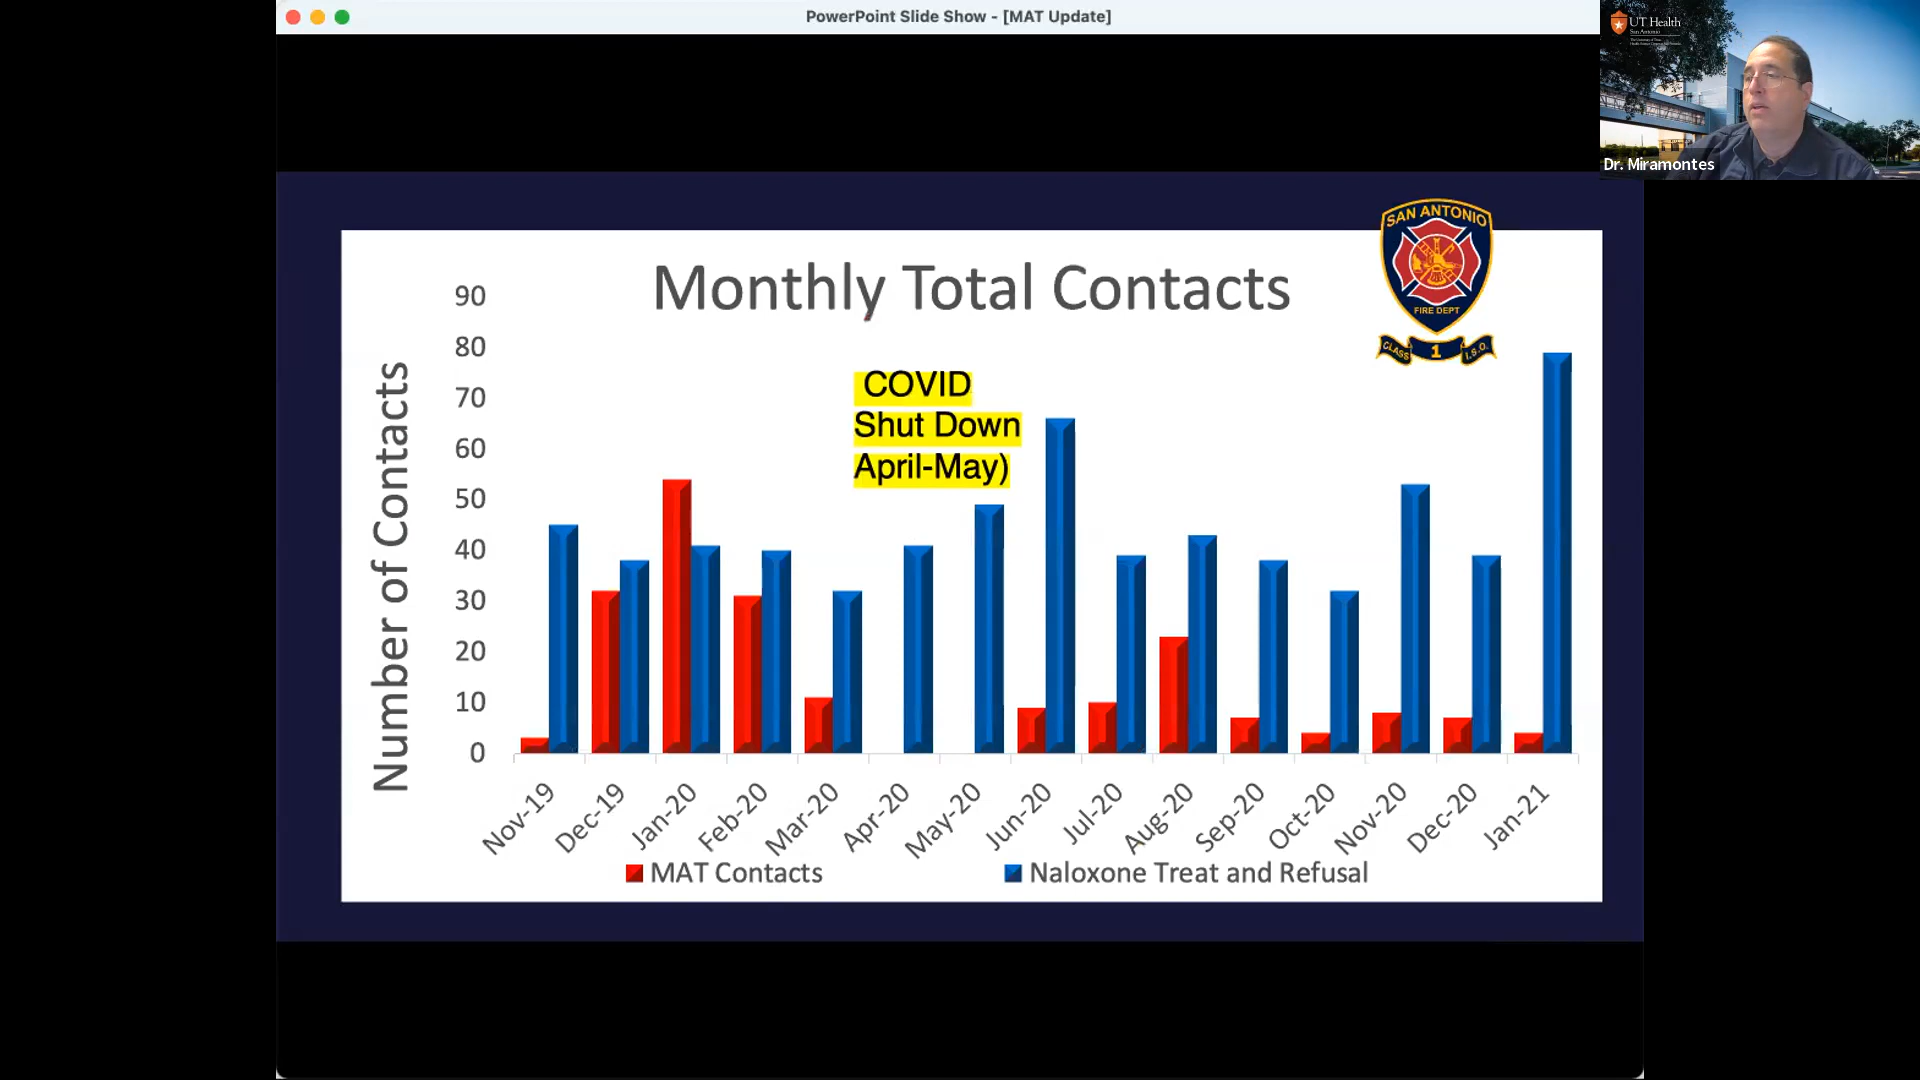 PowerPoint Slide Show - [MAT Update]
UT Health
San Antonio
Dr. Miramontes
SAN ANTONIO
FIRE DEPT
CLASS 1 I.S.O.
Monthly Total Contacts
COVID
Shut Down
April-May)
Number of Contacts
90
80
70
60
50
40
30
20
10
0
Nov-19
Dec-19
Jan-20
Feb-20
Mar-20
Apr-20
May-20
Jun-20
Jul-20
Aug-20
Sep-20
Oct-20
Nov-20
Dec-20
Jan-21
MAT Contacts
Naloxone Treat and Refusal